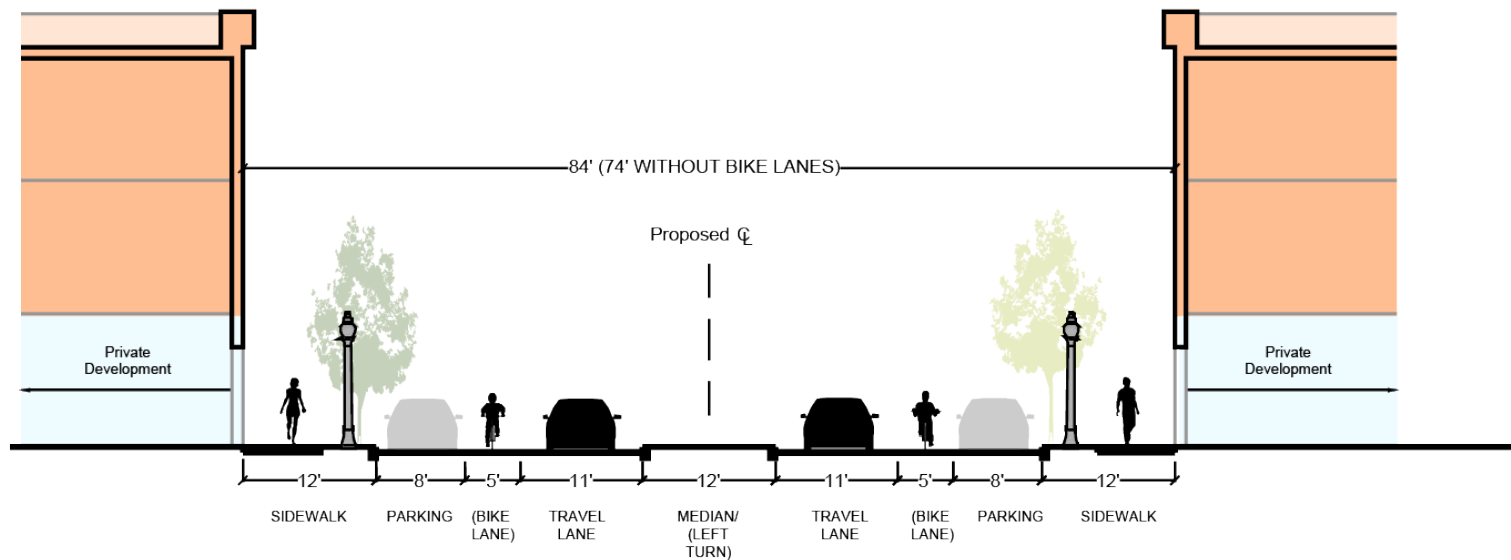 84' (74' WITHOUT BIKE LANES)
Proposed ℄
Private
Development
Private
Development
12' 8' 5' 11' 12' 11' 5' 8' 12'
SIDEWALK PARKING (BIKE LANE) TRAVEL LANE MEDIAN/ (LEFT TURN) TRAVEL LANE (BIKE LANE) PARKING SIDEWALK